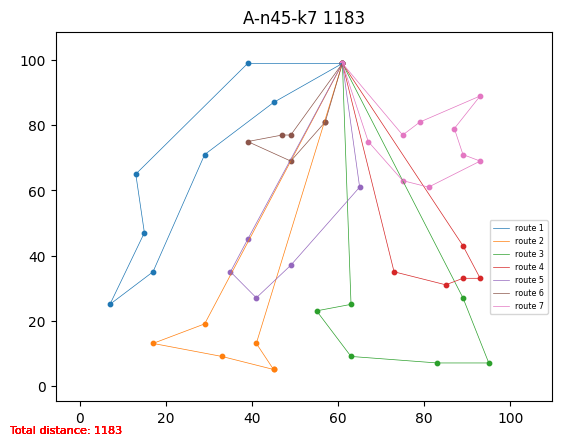 A-n45-k7 1183
100
80
60
40
20
0
0 20 40 60 80 100
route 1
route 2
route 3
route 4
route 5
route 6
route 7
Total distance: 1183